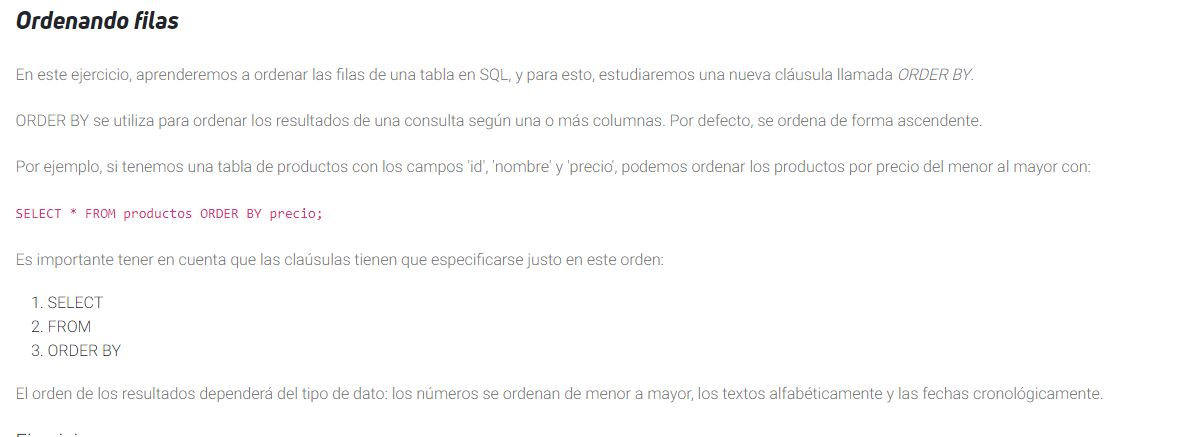 Ordenando filas
En este ejercicio, aprenderemos a ordenar las filas de una tabla en SQL, y para esto, estudiaremos una nueva cláusula llamada ORDER BY.
ORDER BY se utiliza para ordenar los resultados de una consulta según una o más columnas. Por defecto, se ordena de forma ascendente.
Por ejemplo, si tenemos una tabla de productos con los campos 'id', 'nombre' y 'precio', podemos ordenar los productos por precio del menor al mayor con:
SELECT * FROM productos ORDER BY precio;
Es importante tener en cuenta que las claúsulas tienen que especificarse justo en este orden:
1. SELECT
2. FROM
3. ORDER BY
El orden de los resultados dependerá del tipo de dato: los números se ordenan de menor a mayor, los textos alfabéticamente y las fechas cronológicamente.